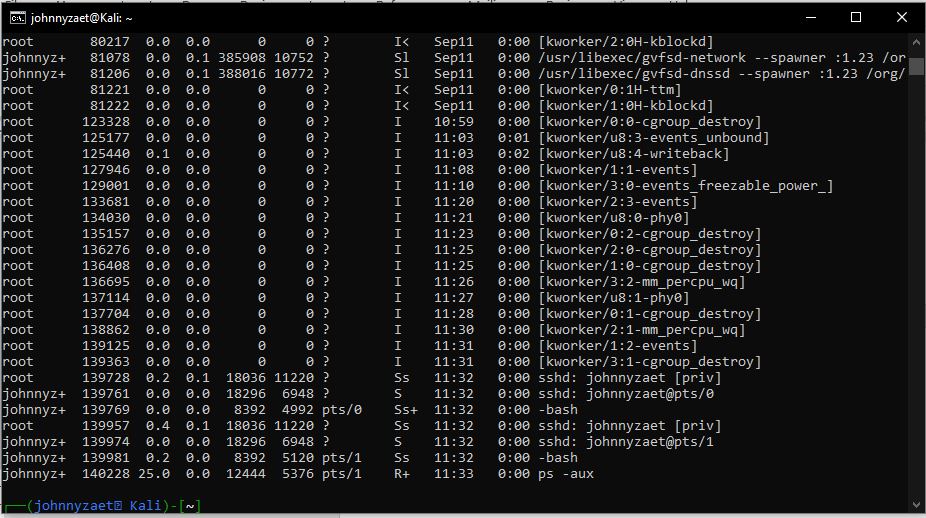 johnnyzaet@Kali: ~
root 80217 0.0 0.0 0 0 ? I< Sep11 0:00 [kworker/2:0H-kblockd]
johnnyz+ 81078 0.0 0.1 385908 10752 ? Sl Sep11 0:00 /usr/libexec/gvfsd-network --spawner :1.23 /or
johnnyz+ 81206 0.0 0.1 388016 10772 ? Sl Sep11 0:00 /usr/libexec/gvfsd-dnssd --spawner :1.23 /org/
root 81221 0.0 0.0 0 0 ? I< Sep11 0:00 [kworker/0:1H-ttm]
root 81222 0.0 0.0 0 0 ? I< Sep11 0:00 [kworker/1:0H-kblockd]
root 123328 0.0 0.0 0 0 ? I 10:59 0:00 [kworker/0:0-cgroup_destroy]
root 125177 0.0 0.0 0 0 ? I 11:03 0:01 [kworker/u8:3-events_unbound]
root 125440 0.1 0.0 0 0 ? I 11:03 0:02 [kworker/u8:4-writeback]
root 127946 0.0 0.0 0 0 ? I 11:08 0:00 [kworker/1:1-events]
root 129001 0.0 0.0 0 0 ? I 11:10 0:00 [kworker/3:0-events_freezable_power_]
root 133681 0.0 0.0 0 0 ? I 11:20 0:00 [kworker/2:3-events]
root 134030 0.0 0.0 0 0 ? I 11:21 0:00 [kworker/u8:0-phy0]
root 135157 0.0 0.0 0 0 ? I 11:23 0:00 [kworker/0:2-cgroup_destroy]
root 136276 0.0 0.0 0 0 ? I 11:25 0:00 [kworker/2:0-cgroup_destroy]
root 136408 0.0 0.0 0 0 ? I 11:25 0:00 [kworker/1:0-cgroup_destroy]
root 136695 0.0 0.0 0 0 ? I 11:26 0:00 [kworker/3:2-mm_percpu_wq]
root 137114 0.0 0.0 0 0 ? I 11:27 0:00 [kworker/u8:1-phy0]
root 137704 0.0 0.0 0 0 ? I 11:28 0:00 [kworker/0:1-cgroup_destroy]
root 138862 0.0 0.0 0 0 ? I 11:30 0:00 [kworker/2:1-mm_percpu_wq]
root 139125 0.0 0.0 0 0 ? I 11:31 0:00 [kworker/1:2-events]
root 139363 0.0 0.0 0 0 ? I 11:31 0:00 [kworker/3:1-cgroup_destroy]
root 139728 0.2 0.1 18036 11220 ? Ss 11:32 0:00 sshd: johnnyzaet [priv]
johnnyz+ 139761 0.0 0.0 18296 6948 ? S 11:32 0:00 sshd: johnnyzaet@pts/0
johnnyz+ 139769 0.0 0.0 8392 4992 pts/0 Ss+ 11:32 0:00 -bash
root 139957 0.4 0.1 18036 11220 ? Ss 11:32 0:00 sshd: johnnyzaet [priv]
johnnyz+ 139974 0.0 0.0 18296 6948 ? S 11:32 0:00 sshd: johnnyzaet@pts/1
johnnyz+ 139981 0.2 0.0 8392 5120 pts/1 Ss 11:32 0:00 -bash
johnnyz+ 140228 25.0 0.0 12444 5376 pts/1 R+ 11:33 0:00 ps -aux
┌──(johnnyzaet Kali)-[~]